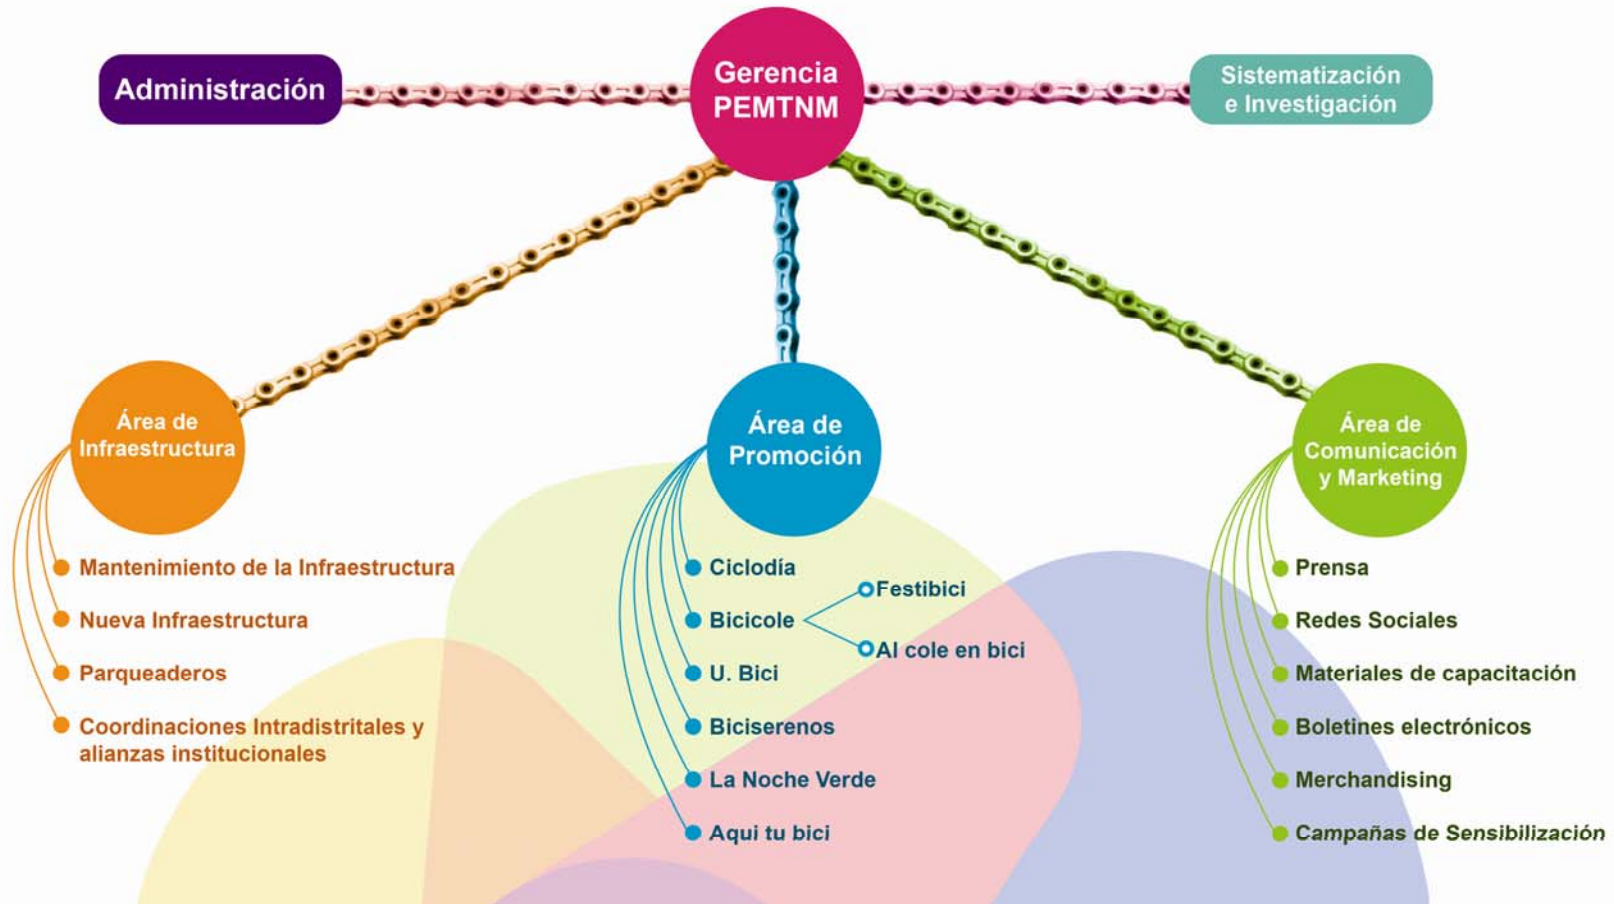 Administración
Gerencia
PEMTNM
Sistematización
e Investigación
Área de
Infraestructura
Mantenimiento de la Infraestructura
Nueva Infraestructura
Parqueaderos
Coordinaciones Intradistritales y
alianzas institucionales
Área de
Promoción
Ciclodía
Bicicole
Festibici
Al cole en bici
U. Bici
Biciserenos
La Noche Verde
Aqui tu bici
Área de
Comunicación
y Marketing
Prensa
Redes Sociales
Materiales de capacitación
Boletines electrónicos
Merchandising
Campañas de Sensibilización